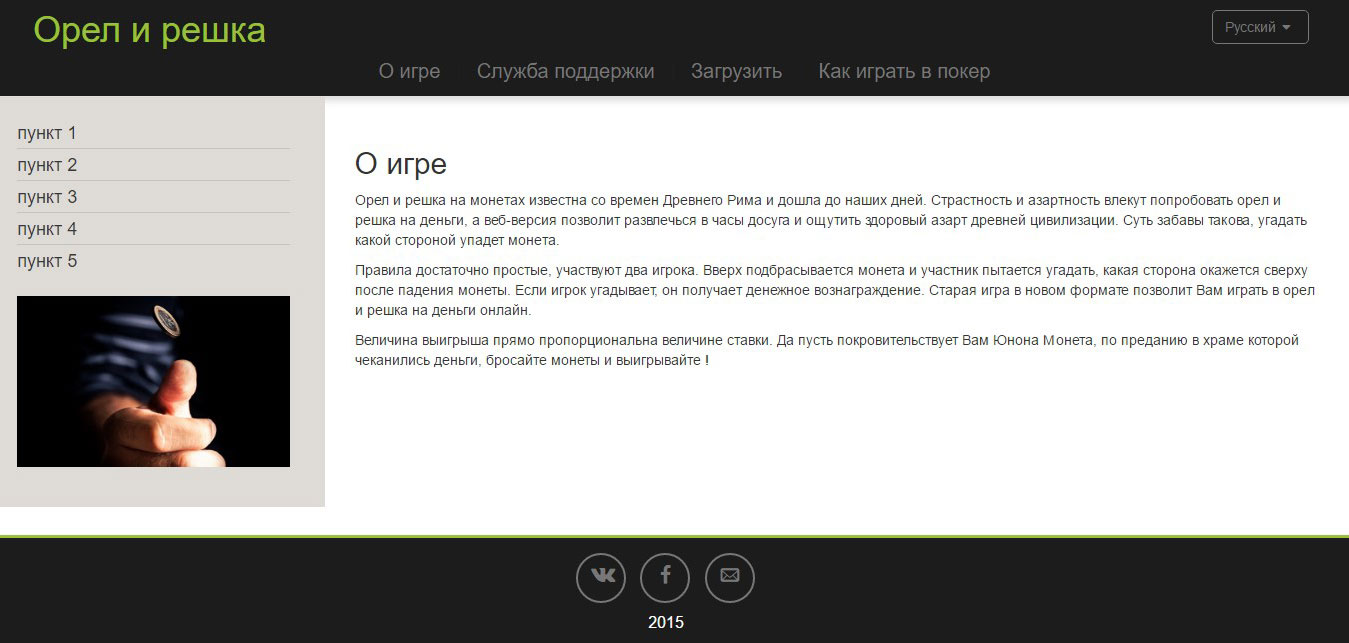 Орел и решка
Русский
О игре
Служба поддержки
Загрузить
Как играть в покер
пункт 1
пункт 2
пункт 3
пункт 4
пункт 5
О игре
Орел и решка на монетах известна со времен Древнего Рима и дошла до наших дней. Страстность и азартность влекут попробовать орел и
решка на деньги, а веб-версия позволит развлечься в часы досуга и ощутить здоровый азарт древней цивилизации. Суть забавы такова, угадать
какой стороной упадет монета.
Правила достаточно простые, участвуют два игрока. Вверх подбрасывается монета и участник пытается угадать, какая сторона окажется сверху
после падения монеты. Если игрок угадывает, он получает денежное вознаграждение. Старая игра в новом формате позволит Вам играть в орел
и решка на деньги онлайн.
Величина выигрыша прямо пропорциональна величине ставки. Да пусть покровительствует Вам Юнона Монета, по преданию в храме которой
чеканились деньги, бросайте монеты и выигрывайте !
2015